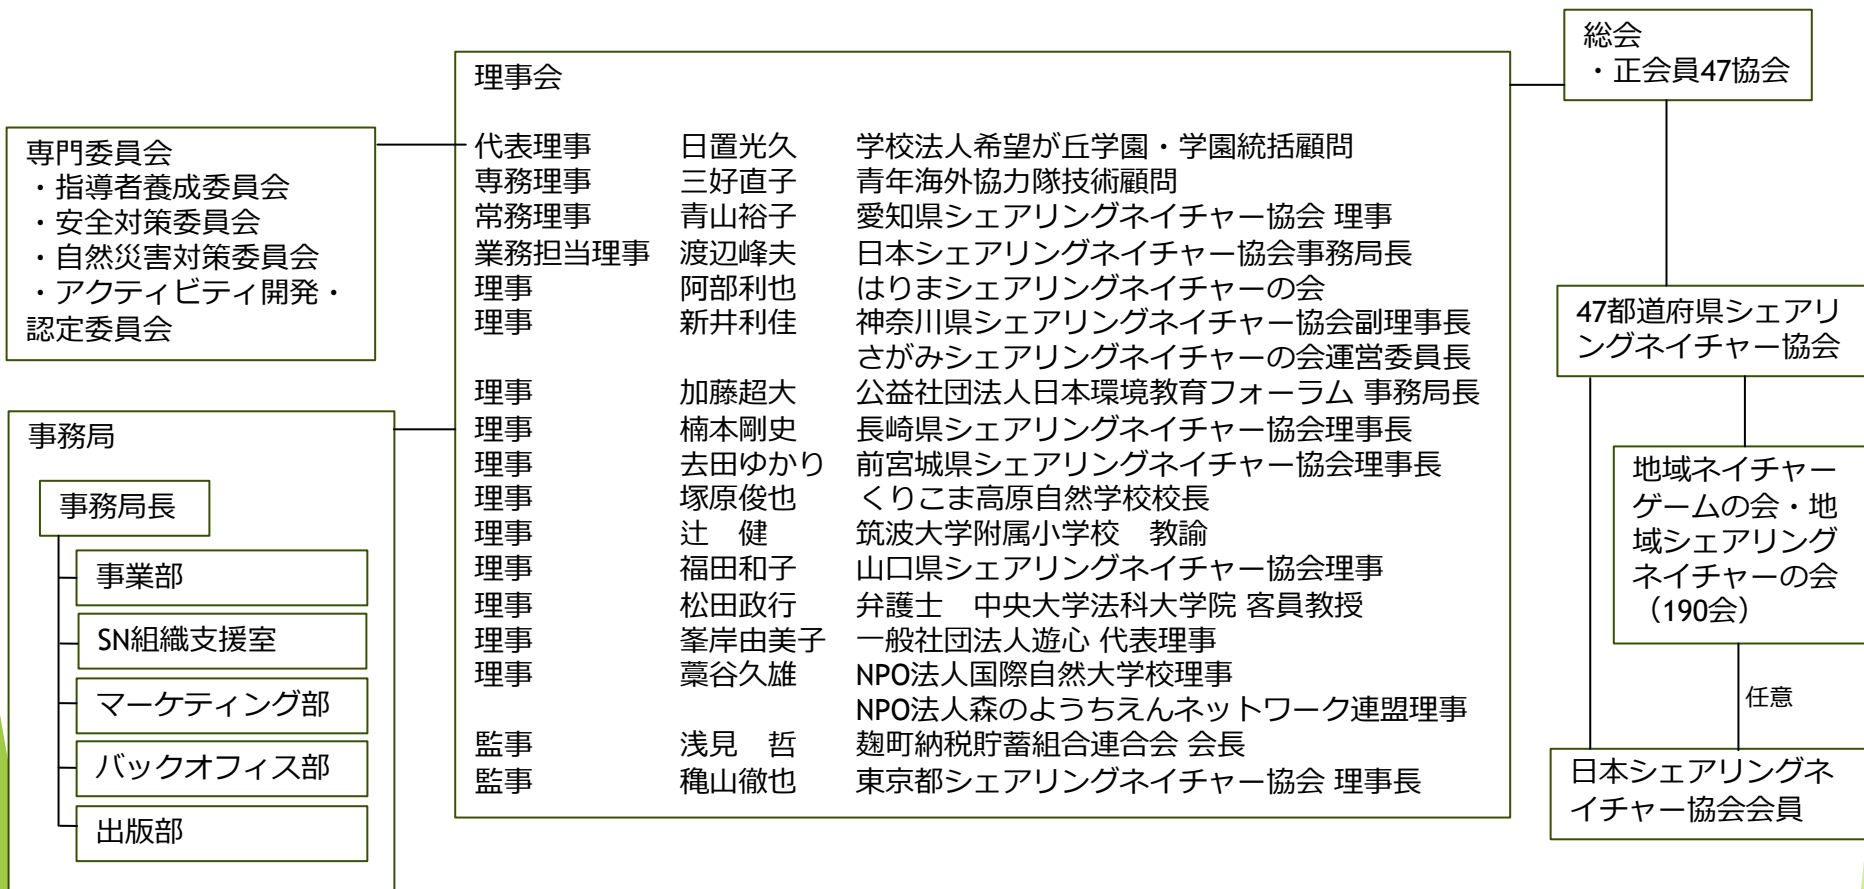 総会
・正会員47協会
理事会
代表理事 日置光久 学校法人希望が丘学園・学園統括顧問
専務理事 三好直子 青年海外協力隊技術顧問
常務理事 青山裕子 愛知県シェアリングネイチャー協会 理事
業務担当理事 渡辺峰夫 日本シェアリングネイチャー協会事務局長
理事 阿部利也 はりまシェアリングネイチャーの会
理事 新井利佳 神奈川県シェアリングネイチャー協会副理事長
さがみシェアリングネイチャーの会運営委員長
理事 加藤超大 公益社団法人日本環境教育フォーラム 事務局長
理事 楠本剛史 長崎県シェアリングネイチャー協会理事長
理事 去田ゆかり 前宮城県シェアリングネイチャー協会理事長
理事 塚原俊也 くりこま高原自然学校校長
理事 辻　健 筑波大学附属小学校　教諭
理事 福田和子 山口県シェアリングネイチャー協会理事
理事 松田政行 弁護士　中央大学法科大学院 客員教授
理事 峯岸由美子 一般社団法人遊心 代表理事
理事 藁谷久雄 NPO法人国際自然大学校理事
NPO法人森のようちえんネットワーク連盟理事
監事 浅見　哲 麹町納税貯蓄組合連合会 会長
監事 穐山徹也 東京都シェアリングネイチャー協会 理事長
専門委員会
・指導者養成委員会
・安全対策委員会
・自然災害対策委員会
・アクティビティ開発・
認定委員会
事務局
事務局長
事業部
SN組織支援室
マーケティング部
バックオフィス部
出版部
47都道府県シェアリ
ングネイチャー協会
地域ネイチャー
ゲームの会・地
域シェアリング
ネイチャーの会
（190会）
任意
日本シェアリングネ
イチャー協会会員